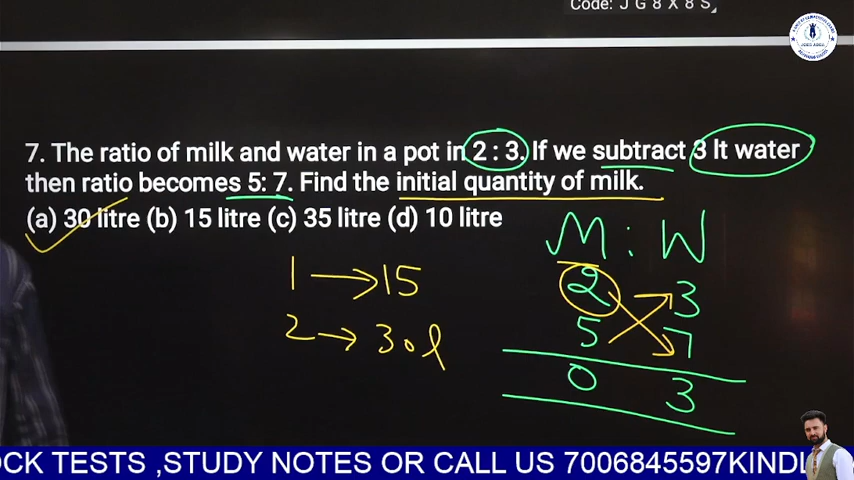 Code: J G 8 X 8 S
7. The ratio of milk and water in a pot in 2 : 3. If we subtract 3 lt water
then ratio becomes 5: 7. Find the initial quantity of milk.
(a) 30 litre (b) 15 litre (c) 35 litre (d) 10 litre
M : W
1 → 15
2 3
2 → 30 l
5 7
0 3
OCK TESTS ,STUDY NOTES OR CALL US 7006845597KINDL